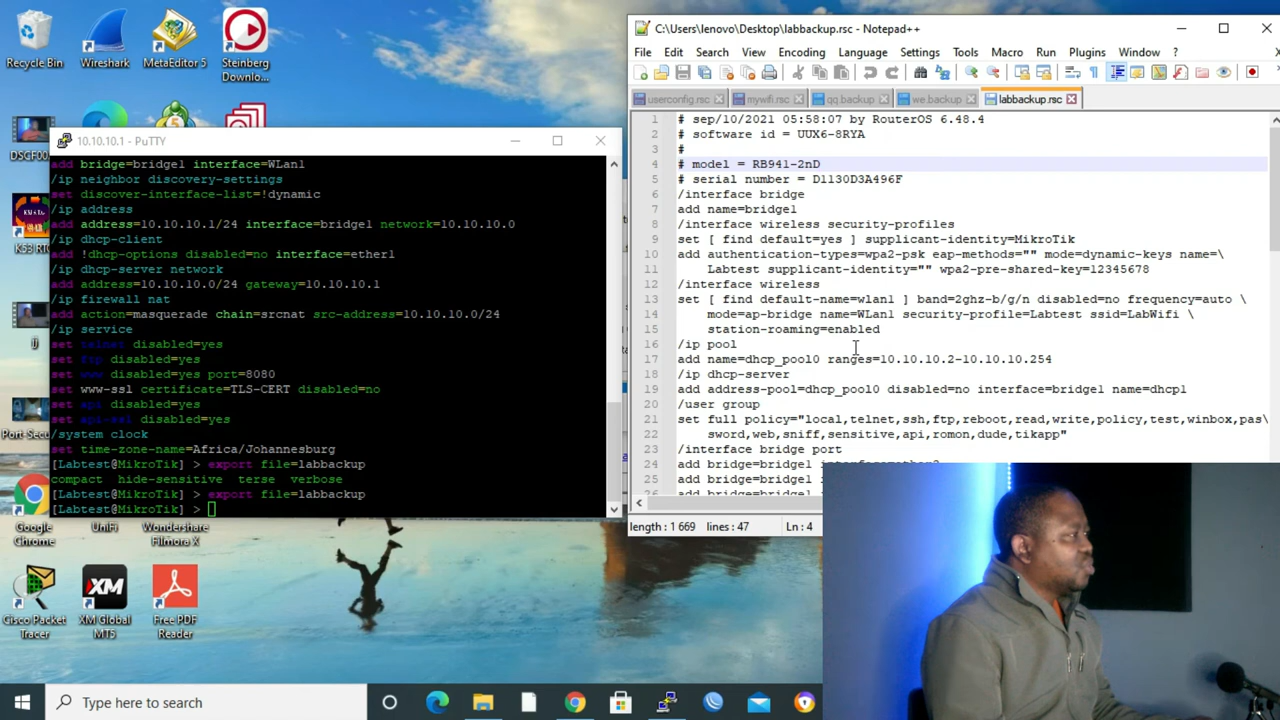 Recycle Bin
Wireshark
MetaEditor 5
Steinberg
Downlo...
C:\Users\lenovo\Desktop\labbackup.rsc - Notepad++
File Edit Search View Encoding Language Settings Tools Macro Run Plugins Window ?
userconfig.rsc mywifi.rsc qq.backup we.backup labbackup.rsc
1 # sep/10/2021 05:58:07 by RouterOS 6.48.4
2 # software id = UUX6-8RYA
3 #
4 # model = RB941-2nD
5 # serial number = D1130D3A496F
6 /interface bridge
7 add name=bridge1
8 /interface wireless security-profiles
9 set [ find default=yes ] supplicant-identity=MikroTik
10 add authentication-types=wpa2-psk eap-methods="" mode=dynamic-keys name=\
11 Labtest supplicant-identity="" wpa2-pre-shared-key=12345678
12 /interface wireless
13 set [ find default-name=wlan1 ] band=2ghz-b/g/n disabled=no frequency=auto \
14 mode=ap-bridge name=WLan1 security-profile=Labtest ssid=LabWifi \
15 station-roaming=enabled
16 /ip pool
17 add name=dhcp_pool0 ranges=10.10.10.2-10.10.10.254
18 /ip dhcp-server
19 add address-pool=dhcp_pool0 disabled=no interface=bridge1 name=dhcp1
20 /user group
21 set full policy="local,telnet,ssh,ftp,reboot,read,write,policy,test,winbox,pas\
22 sword,web,sniff,sensitive,api,romon,dude,tikapp"
23 /interface bridge port
24 add bridge=bridge1
25 add bridge=bridge1
length : 1 669 lines : 47 Ln : 4
10.10.10.1 - PuTTY
add bridge=bridge1 interface=WLan1
/ip neighbor discovery-settings
set discover-interface-list=!dynamic
/ip address
add address=10.10.10.1/24 interface=bridge1 network=10.10.10.0
/ip dhcp-client
add !dhcp-options disabled=no interface=ether1
/ip dhcp-server network
add address=10.10.10.0/24 gateway=10.10.10.1
/ip firewall nat
add action=masquerade chain=srcnat src-address=10.10.10.0/24
/ip service
set telnet disabled=yes
set ftp disabled=yes
set www disabled=yes port=8080
set www-ssl certificate=TLS-CERT disabled=no
set api disabled=yes
set api-ssl disabled=yes
/system clock
set time-zone-name=Africa/Johannesburg
[Labtest@MikroTik] > export file=labbackup
compact hide-sensitive terse verbose
[Labtest@MikroTik] > export file=labbackup
[Labtest@MikroTik] >
DSCF00
K53 RT
Port-Secu
Google
Chrome
UniFi
Wondershare
Filmora X
Cisco Packet
Tracer
XM
XM Global
MT5
Free PDF
Reader
Type here to search